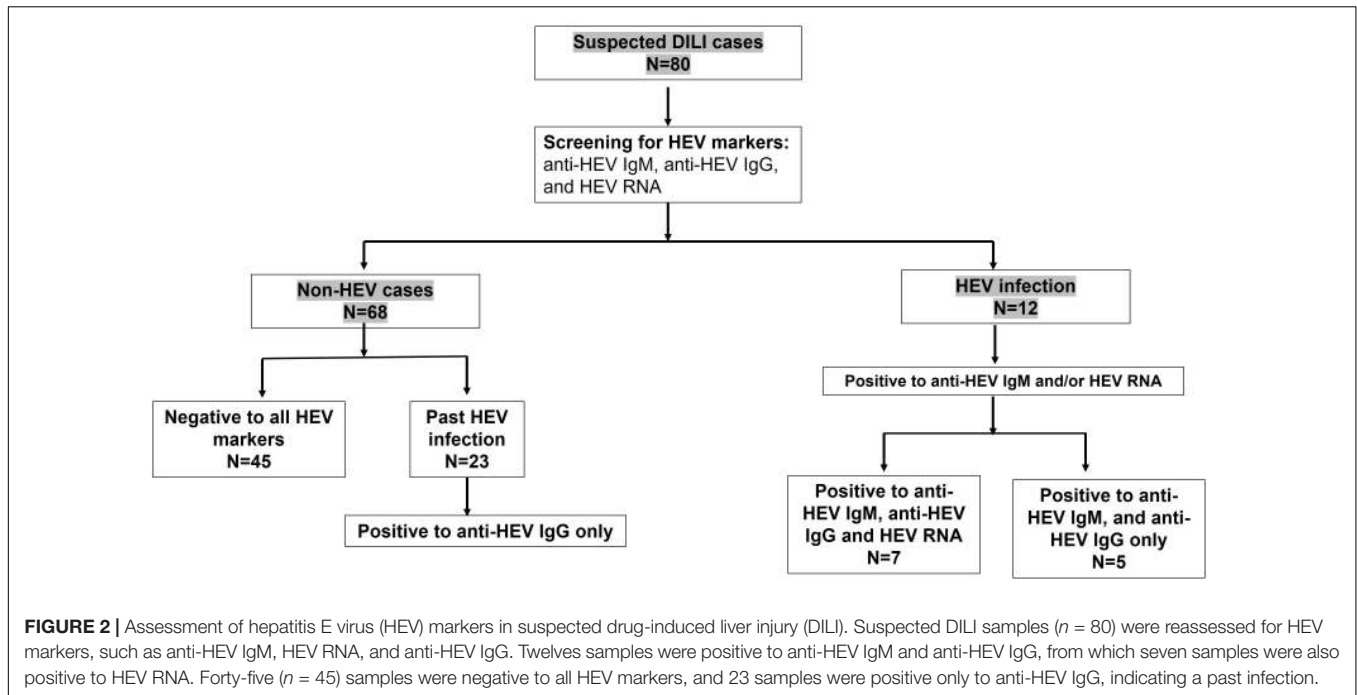 Suspected DILI cases
N=80
Screening for HEV markers:
anti-HEV IgM, anti-HEV IgG,
and HEV RNA
Non-HEV cases
N=68
HEV infection
N=12
Negative to all HEV
markers
N=45
Past HEV
infection
N=23
Positive to anti-HEV IgG only
Positive to anti-HEV IgM and/or HEV RNA
Positive to anti-
HEV IgM, anti-HEV
IgG and HEV RNA
N=7
Positive to anti-
HEV IgM, and anti-
HEV IgG only
N=5
FIGURE 2 | Assessment of hepatitis E virus (HEV) markers in suspected drug-induced liver injury (DILI). Suspected DILI samples (n = 80) were reassessed for HEV
markers, such as anti-HEV IgM, HEV RNA, and anti-HEV IgG. Twelves samples were positive to anti-HEV IgM and anti-HEV IgG, from which seven samples were also
positive to HEV RNA. Forty-five (n = 45) samples were negative to all HEV markers, and 23 samples were positive only to anti-HEV IgG, indicating a past infection.